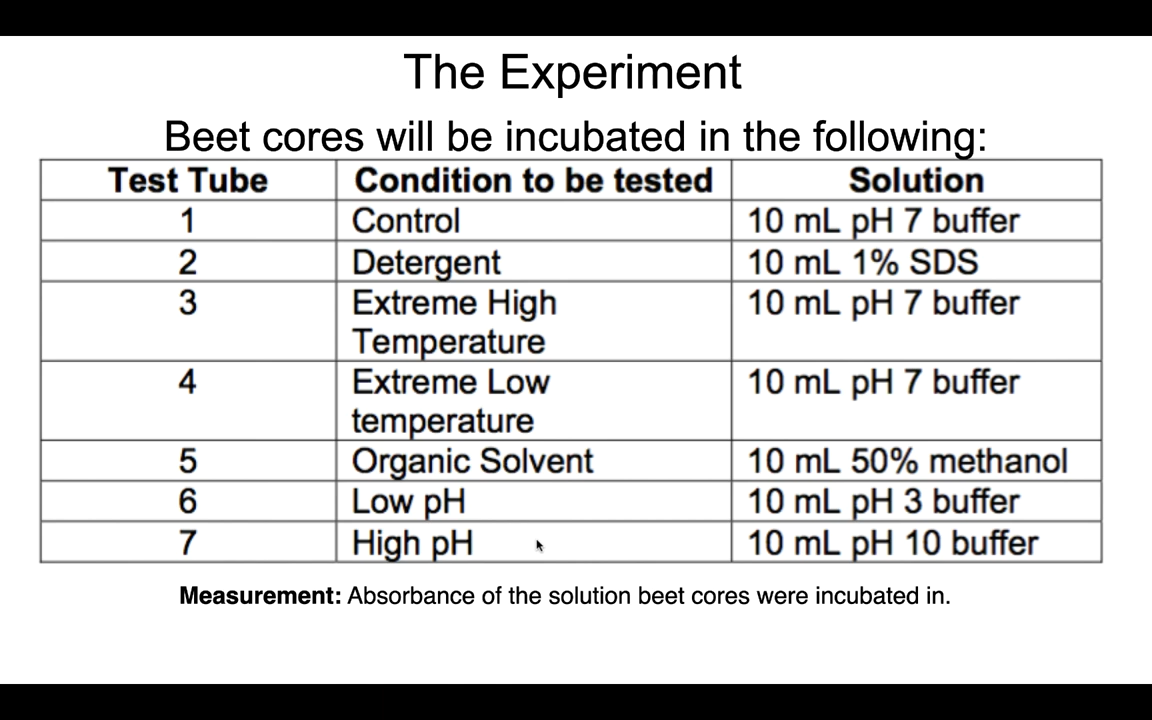 The Experiment
Beet cores will be incubated in the following:
Test Tube Condition to be tested Solution
1 Control 10 mL pH 7 buffer
2 Detergent 10 mL 1% SDS
3 Extreme High 10 mL pH 7 buffer
Temperature
4 Extreme Low 10 mL pH 7 buffer
temperature
5 Organic Solvent 10 mL 50% methanol
6 Low pH 10 mL pH 3 buffer
7 High pH 10 mL pH 10 buffer
Measurement: Absorbance of the solution beet cores were incubated in.